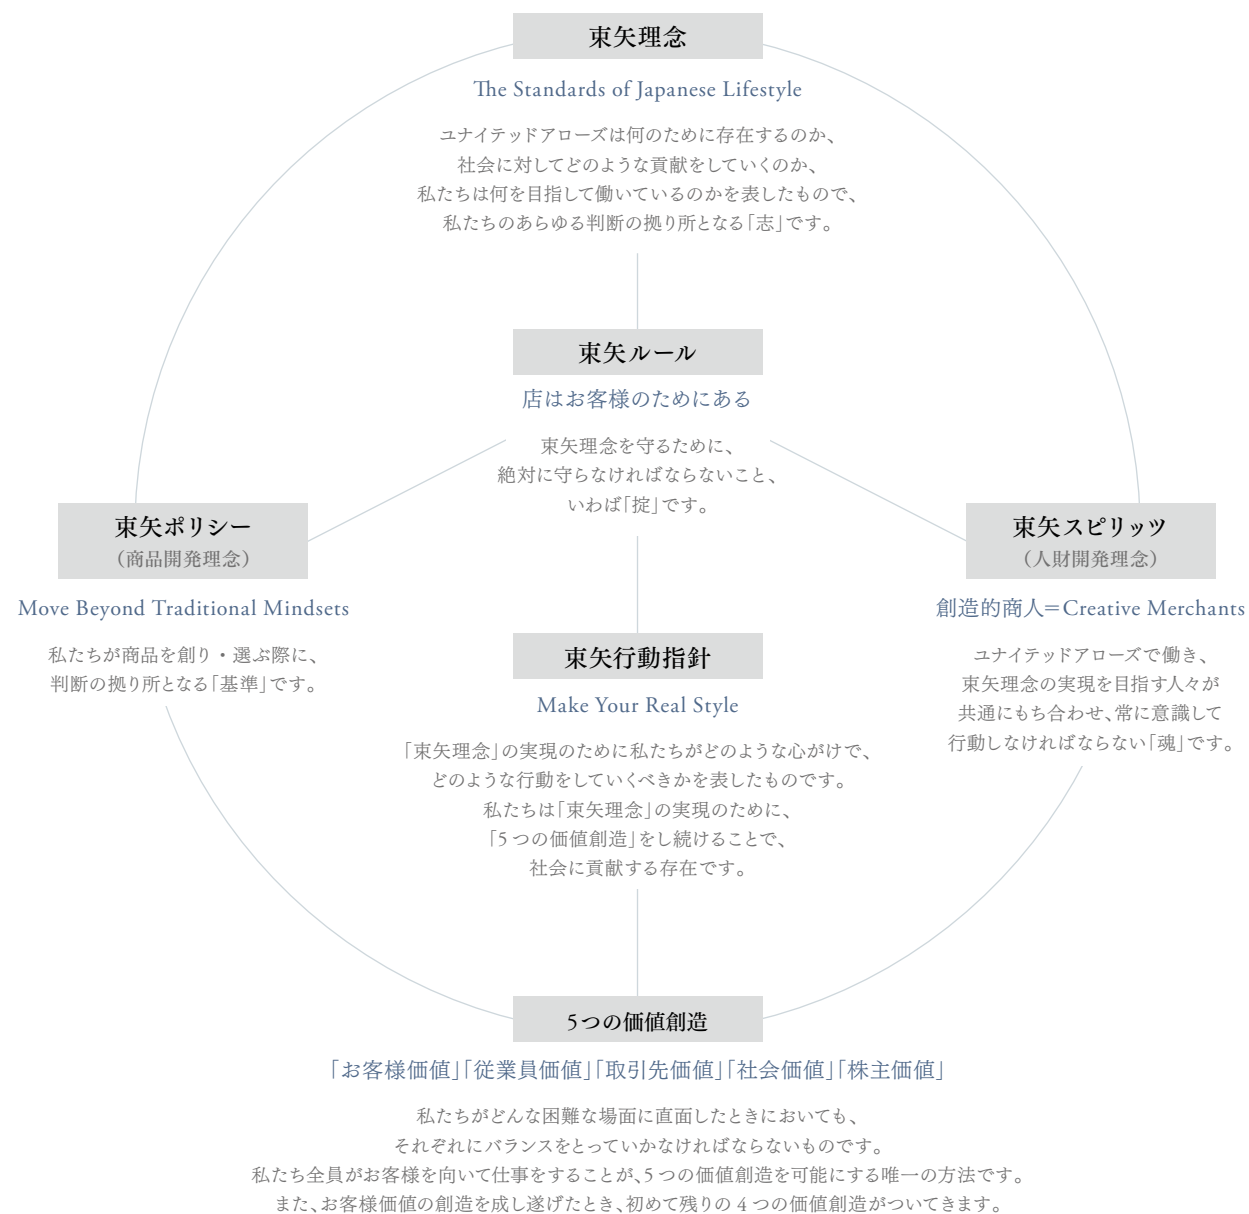 束矢理念
The Standards of Japanese Lifestyle
ユナイテッドアローズは何のために存在するのか、
社会に対してどのような貢献をしていくのか、
私たちは何を目指して働いているのかを表したもので、
私たちのあらゆる判断の拠り所となる「志」です。
束矢ルール
店はお客様のためにある
束矢理念を守るために、
絶対に守らなければならないこと、
いわば「掟」です。
束矢ポリシー
（商品開発理念）
Move Beyond Traditional Mindsets
私たちが商品を創り・選ぶ際に、
判断の拠り所となる「基準」です。
束矢スピリッツ
（人財開発理念）
創造的商人＝Creative Merchants
ユナイテッドアローズで働き、
束矢理念の実現を目指す人々が
共通にもち合わせ、常に意識して
行動しなければならない「魂」です。
束矢行動指針
Make Your Real Style
「束矢理念」の実現のために私たちがどのような心がけで、
どのような行動をしていくべきかを表したものです。
私たちは「束矢理念」の実現のために、
「5つの価値創造」をし続けることで、
社会に貢献する存在です。
5つの価値創造
「お客様価値」「従業員価値」「取引先価値」「社会価値」「株主価値」
私たちがどんな困難な場面に直面したときにおいても、
それぞれにバランスをとっていかなければならないものです。
私たち全員がお客様を向いて仕事をすることが、5つの価値創造を可能にする唯一の方法です。
また、お客様価値の創造を成し遂げたとき、初めて残りの4つの価値創造がついてきます。